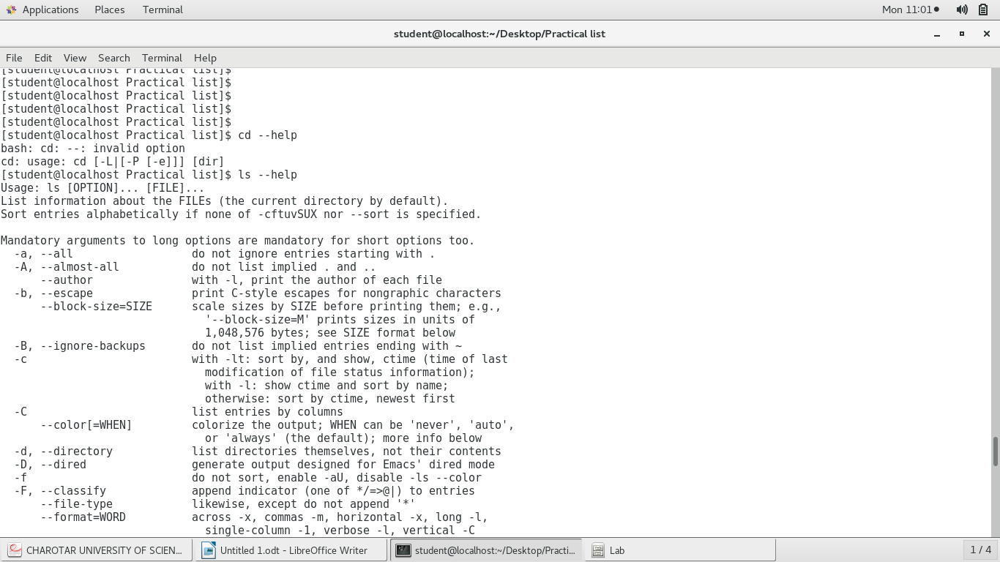 Applications Places Terminal Mon 11:01
student@localhost:~/Desktop/Practical list
File Edit View Search Terminal Help
[student@localhost Practical list]$
[student@localhost Practical list]$
[student@localhost Practical list]$
[student@localhost Practical list]$
[student@localhost Practical list]$
[student@localhost Practical list]$ cd --help
bash: cd: --: invalid option
cd: usage: cd [-L|[-P [-e]]] [dir]
[student@localhost Practical list]$ ls --help
Usage: ls [OPTION]... [FILE]...
List information about the FILEs (the current directory by default).
Sort entries alphabetically if none of -cftuvSUX nor --sort is specified.

Mandatory arguments to long options are mandatory for short options too.
  -a, --all                  do not ignore entries starting with .
  -A, --almost-all           do not list implied . and ..
      --author               with -l, print the author of each file
  -b, --escape               print C-style escapes for nongraphic characters
      --block-size=SIZE      scale sizes by SIZE before printing them; e.g.,
                               '--block-size=M' prints sizes in units of
                               1,048,576 bytes; see SIZE format below
  -B, --ignore-backups       do not list implied entries ending with ~
  -c                         with -lt: sort by, and show, ctime (time of last
                               modification of file status information);
                               with -l: show ctime and sort by name;
                               otherwise: sort by ctime, newest first
  -C                         list entries by columns
      --color[=WHEN]         colorize the output; WHEN can be 'never', 'auto',
                               or 'always' (the default); more info below
  -d, --directory            list directories themselves, not their contents
  -D, --dired                generate output designed for Emacs' dired mode
  -f                         do not sort, enable -aU, disable -ls --color
  -F, --classify             append indicator (one of */=>@|) to entries
      --file-type            likewise, except do not append '*'
      --format=WORD          across -x, commas -m, horizontal -x, long -l,
                               single-column -1, verbose -l, vertical -C
CHAROTAR UNIVERSITY OF SCIEN... Untitled 1.odt - LibreOffice Writer student@localhost:~/Desktop/Practi... Lab 1 / 4